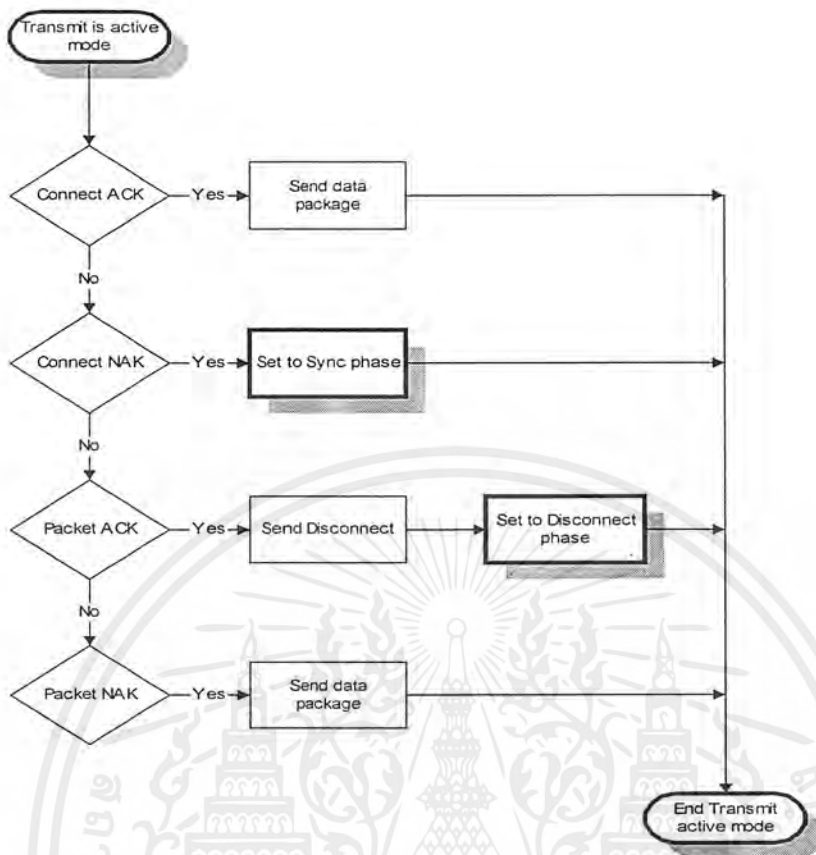 Transmit is active
mode
Connect ACK
Yes
Send data
package
No
Connect NAK
Yes
Set to Sync phase
No
Packet ACK
Yes
Send Disconnect
Set to Disconnect
phase
No
Packet NAK
Yes
Send data
package
End Transmit
active mode